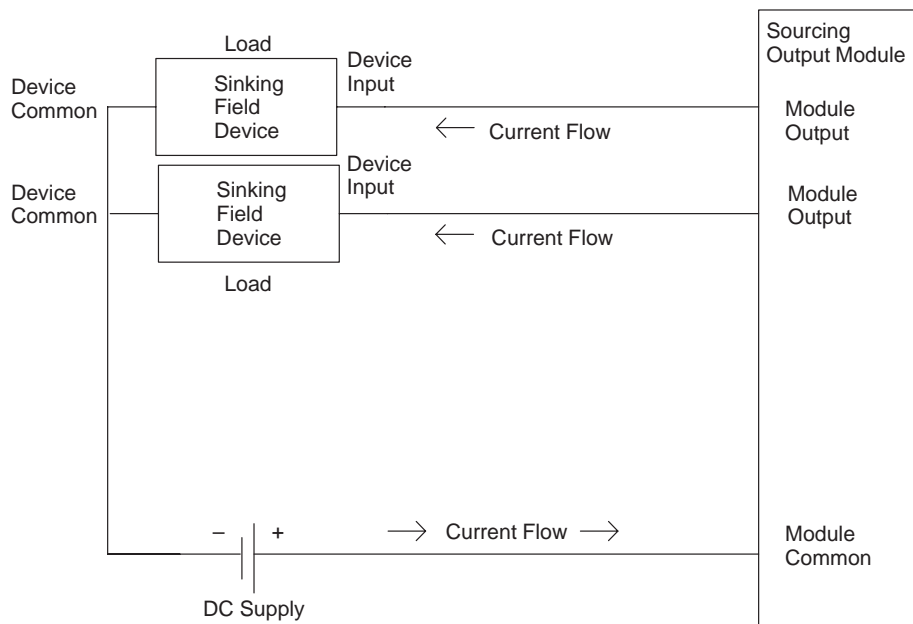 Sourcing
Output Module
Load
Device
Common
Sinking
Field
Device
Device
Input
Current Flow
Module
Output
Device
Common
Sinking
Field
Device
Device
Input
Current Flow
Module
Output
Load
– +
Current Flow
Module
Common
DC Supply